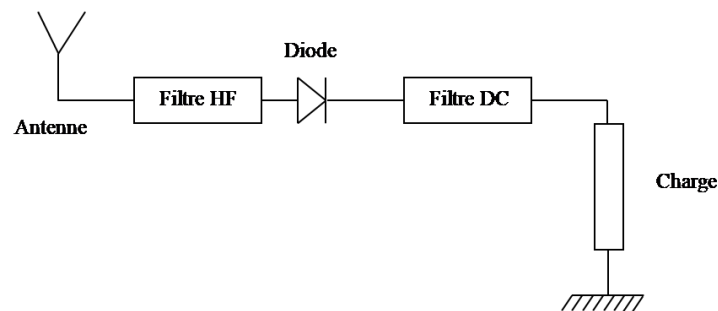 Diode
Filtre HF
Filtre DC
Antenne
Charge